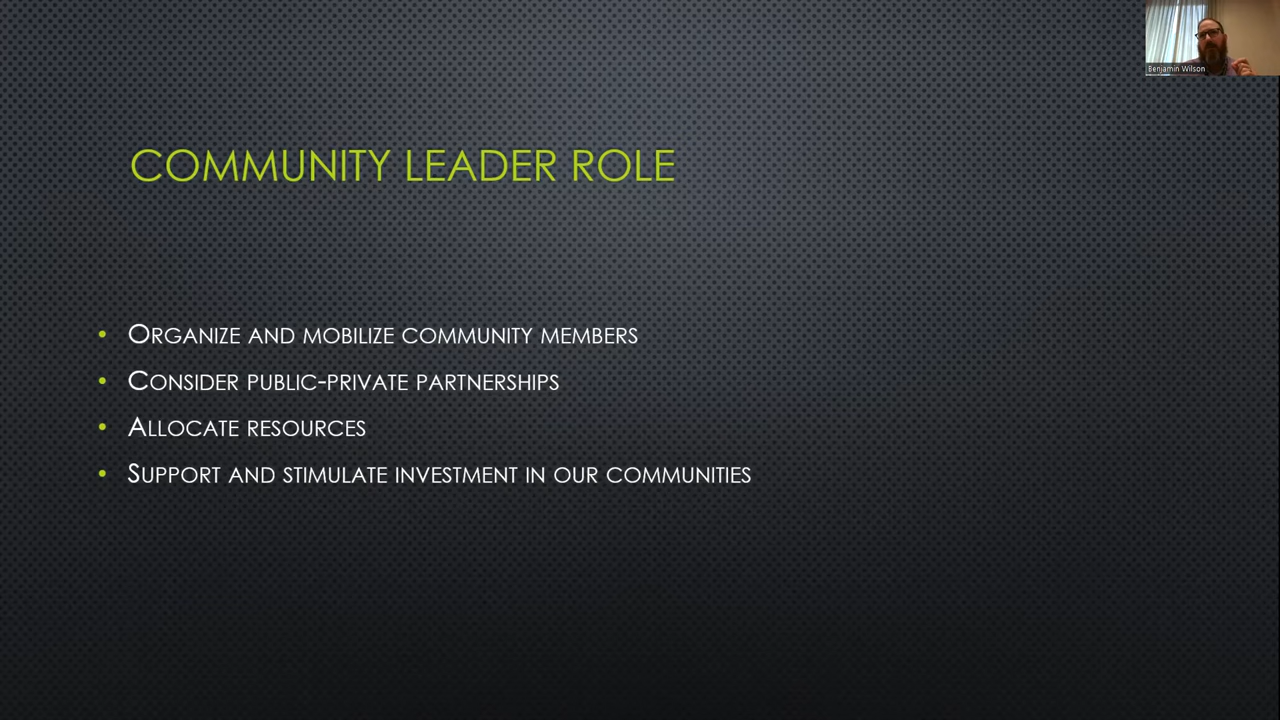 Benjamin Wilson
COMMUNITY LEADER ROLE
• ORGANIZE AND MOBILIZE COMMUNITY MEMBERS
• CONSIDER PUBLIC-PRIVATE PARTNERSHIPS
• ALLOCATE RESOURCES
• SUPPORT AND STIMULATE INVESTMENT IN OUR COMMUNITIES